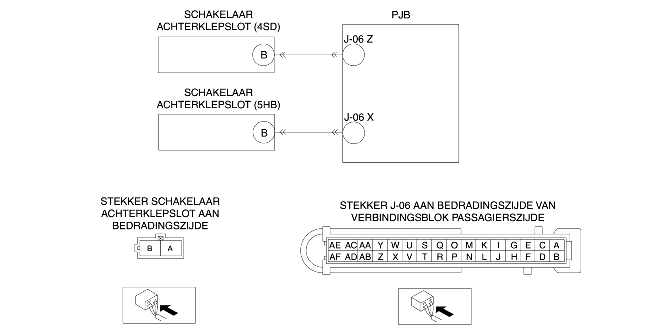 SCHAKELAAR
ACHTERKLEPSLOT (4SD)
PJB
B
J-06 Z
SCHAKELAAR
ACHTERKLEPSLOT (5HB)
B
J-06 X
STEKKER SCHAKELAAR
ACHTERKLEPSLOT AAN
BEDRADINGSZIJDE
B A
STEKKER J-06 AAN BEDRADINGSZIJDE VAN
VERBINDINGSBLOK PASSAGIERSZIJDE
AE AC AA Y W U S Q O M K I G E C A
AF AD AB Z X V T R P N L J H F D B